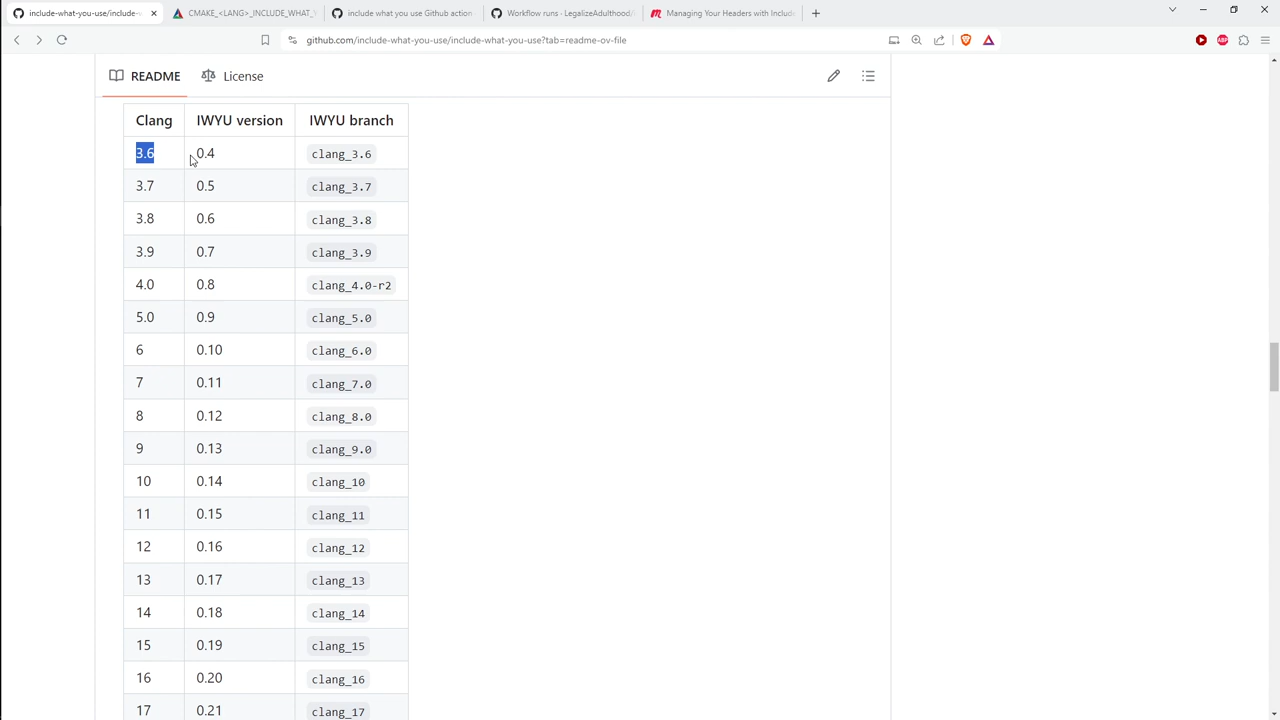 include-what-you-use/include-w
CMAKE_<LANG>_INCLUDE_WHAT_Y
include what you use Github action
Workflow runs · LegalizeAdulthood/
Managing Your Headers with Include
github.com/include-what-you-use/include-what-you-use?tab=readme-ov-file
ABP
README
License
Clang IWYU version IWYU branch
3.6 0.4 clang_3.6
3.7 0.5 clang_3.7
3.8 0.6 clang_3.8
3.9 0.7 clang_3.9
4.0 0.8 clang_4.0-r2
5.0 0.9 clang_5.0
6 0.10 clang_6.0
7 0.11 clang_7.0
8 0.12 clang_8.0
9 0.13 clang_9.0
10 0.14 clang_10
11 0.15 clang_11
12 0.16 clang_12
13 0.17 clang_13
14 0.18 clang_14
15 0.19 clang_15
16 0.20 clang_16
17 0.21 clang_17